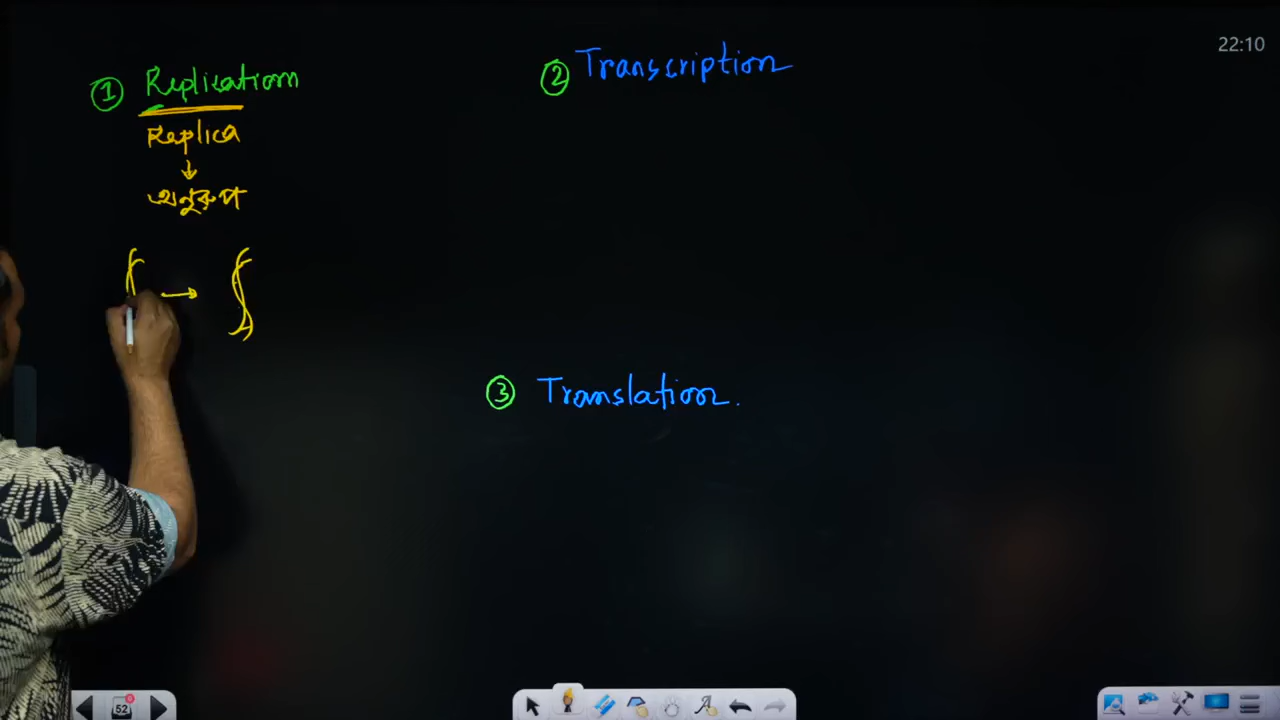 ① Replication
Replica
↓
অনুরূপ
→
② Transcription
③ Translation.
22:10
52